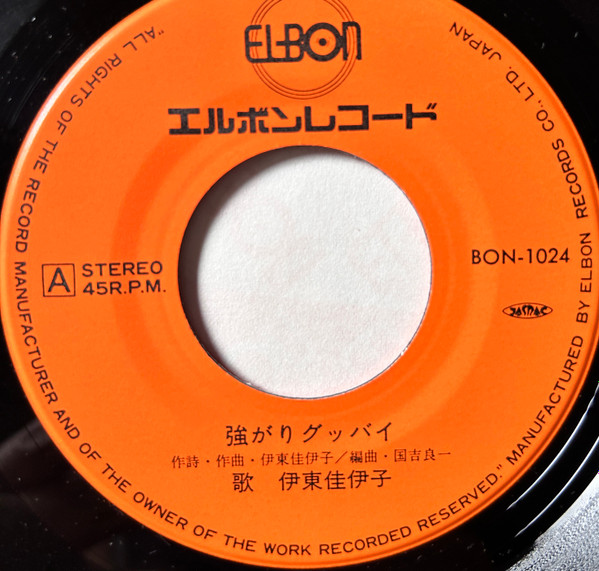 ELBON
エルボンレコード
A STEREO
45R.P.M.
BON-1024
JASRAC
強がりグッバイ
作詩・作曲・伊東佳伊子／編曲・国吉良一
歌 伊東佳伊子
"ALL RIGHTS OF THE RECORD MANUFACTURER AND OF THE OWNER OF THE WORK RECORDED RESERVED." MANUFACTURED BY ELBON RECORDS CO., LTD. JAPAN